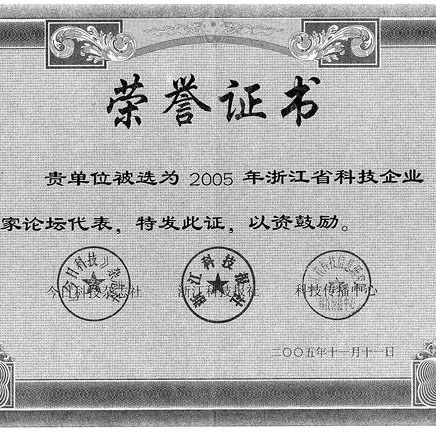 荣誉证书
贵单位被选为 2005 年浙江省科技企业
家论坛代表，特发此证，以资鼓励。
今日科技杂志社 浙江科技报社 科技传播中心
二〇〇五年十一月十一日